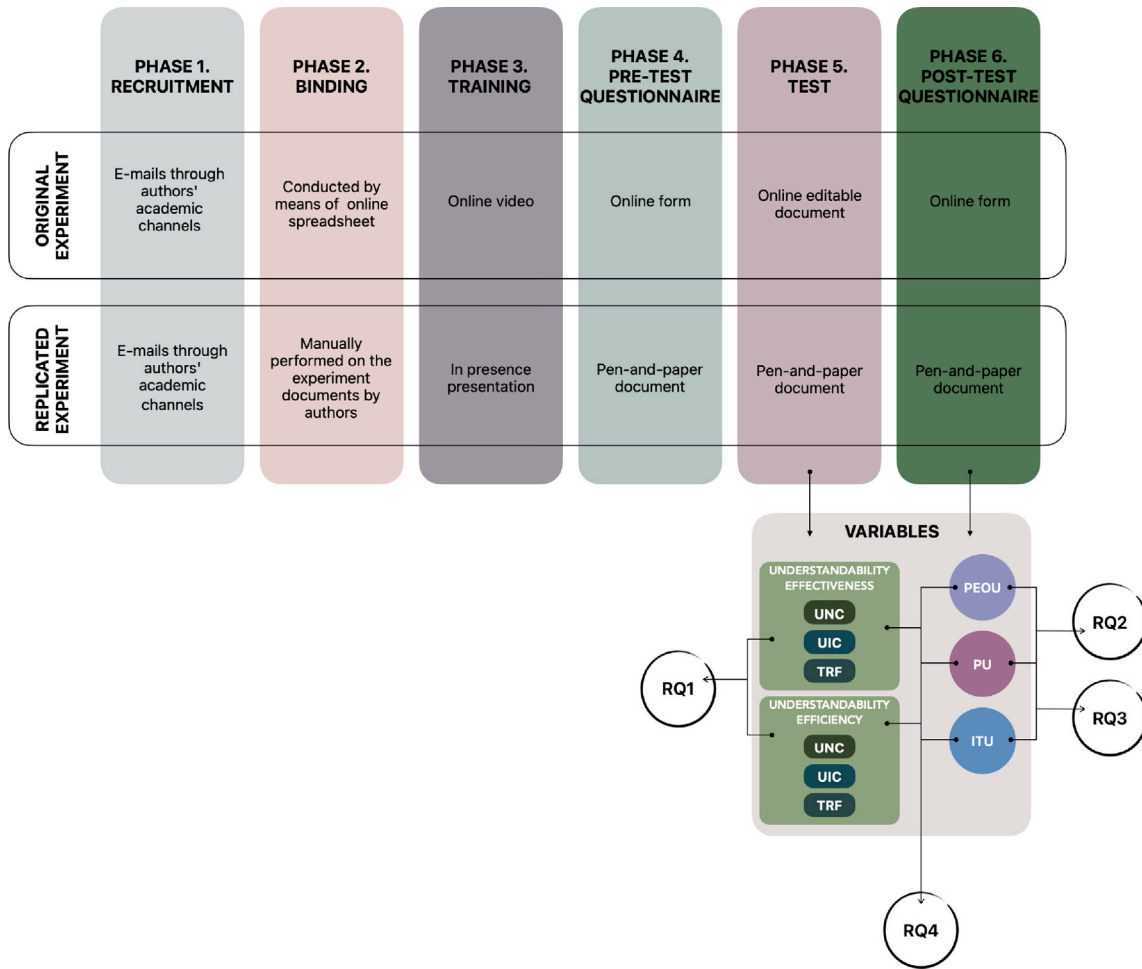 PHASE 1.
RECRUITMENT
PHASE 2.
BINDING
PHASE 3.
TRAINING
PHASE 4.
PRE-TEST
QUESTIONNAIRE
PHASE 5.
TEST
PHASE 6.
POST-TEST
QUESTIONNAIRE
ORIGINAL
EXPERIMENT
E-mails through
authors'
academic
channels
Conducted by
means of online
spreadsheet
Online video
Online form
Online editable
document
Online form
REPLICATED
EXPERIMENT
E-mails through
authors'
academic
channels
Manually
performed on the
experiment
documents by
authors
In presence
presentation
Pen-and-paper
document
Pen-and-paper
document
Pen-and-paper
document
VARIABLES
UNDERSTANDABILITY
EFFECTIVENESS
UNC
UIC
TRF
UNDERSTANDABILITY
EFFICIENCY
UNC
UIC
TRF
PEOU
PU
ITU
RQ1
RQ2
RQ3
RQ4